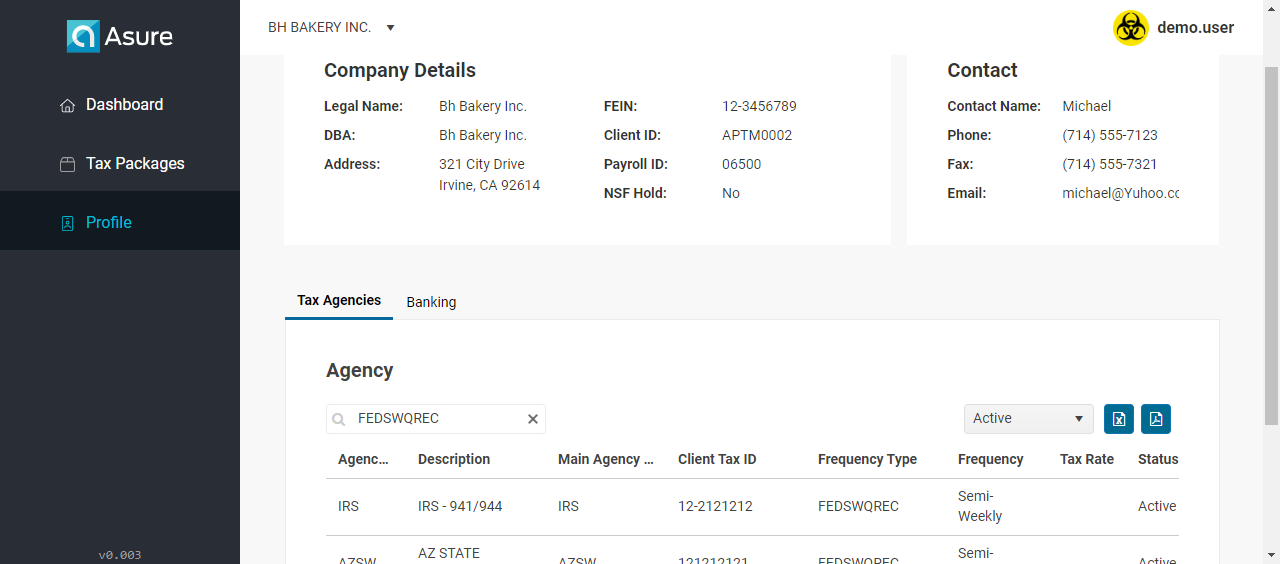 Asure
BH BAKERY INC.
demo.user
Dashboard
Tax Packages
Profile
v0.003
Company Details
Legal Name: Bh Bakery Inc. FEIN: 12-3456789
DBA: Bh Bakery Inc. Client ID: APTM0002
Address: 321 City Drive Payroll ID: 06500
Irvine, CA 92614
NSF Hold: No
Contact
Contact Name: Michael
Phone: (714) 555-7123
Fax: (714) 555-7321
Email: michael@Yuhoo.cc
Tax Agencies Banking
Agency
FEDSWQREC
Active
Agenc... Description Main Agency ... Client Tax ID Frequency Type Frequency Tax Rate Status
IRS IRS - 941/944 IRS 12-2121212 FEDSWQREC Semi-
Weekly Active
AZSW AZ STATE AZSW 121212121 FEDSWQREC Semi- Active